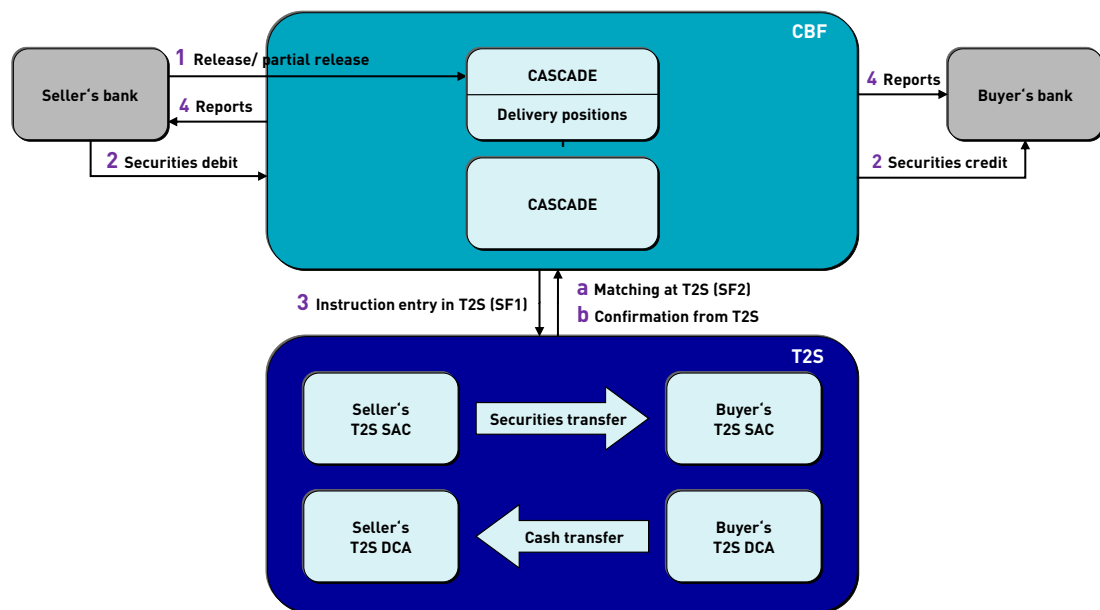 CBF
1 Release/ partial release
CASCADE
Seller‘s bank
4 Reports
Delivery positions
4 Reports
Buyer‘s bank
2 Securities debit
2 Securities credit
CASCADE
3 Instruction entry in T2S (SF1)
a Matching at T2S (SF2)
b Confirmation from T2S
T2S
Seller‘s
T2S SAC
Securities transfer
Buyer‘s
T2S SAC
Seller‘s
T2S DCA
Cash transfer
Buyer‘s
T2S DCA